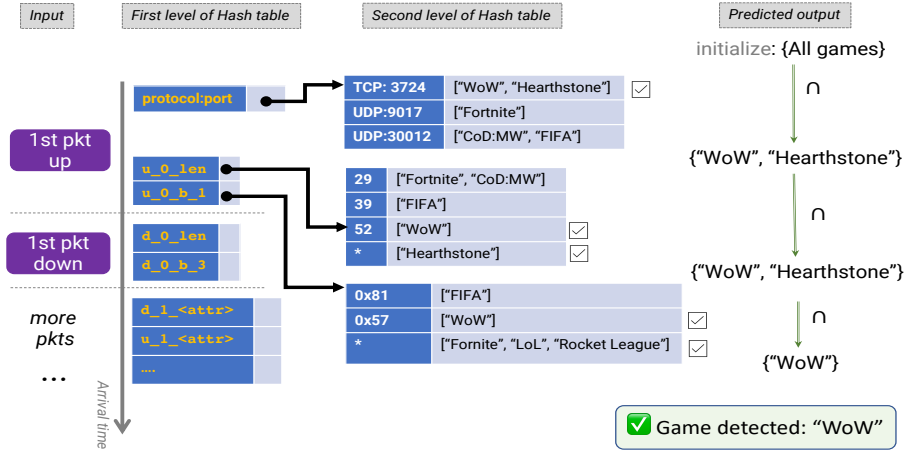 Input
First level of Hash table
Second level of Hash table
Predicted output
initialize: {All games}
protocol:port
TCP: 3724 [“WoW”, “Hearthstone”]
UDP:9017 [“Fortnite”]
UDP:30012 [“CoD:MW”, “FIFA”]
∩
1st pkt
up
{“WoW”, “Hearthstone”}
u_0_len
u_0_b_1
29 [“Fortnite”, “CoD:MW”]
39 [“FIFA”]
52 [“WoW”]
* [“Hearthstone”]
∩
1st pkt
down
d_0_len
d_0_b_3
{“WoW”, “Hearthstone”}
more
pkts
...
d_1_<attr>
u_1_<attr>
....
0x81 [“FIFA”]
0x57 [“WoW”]
* [“Fornite”, “LoL”, “Rocket League”]
∩
{“WoW”}
Arrival time
Game detected: “WoW”